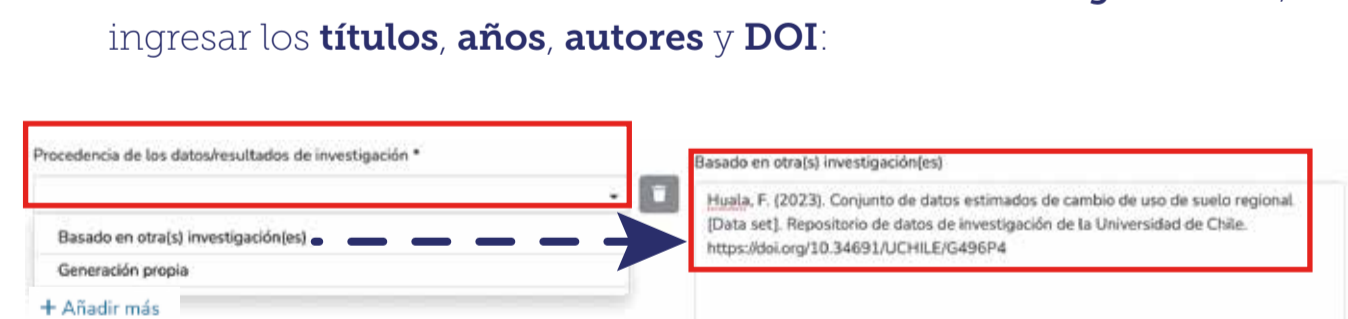 ingresar los títulos, años, autores y DOI:
Procedencia de los datos/resultados de investigación *
Basado en otra(s) investigación(es)
Generación propia
+ Añadir más
Basado en otra(s) investigación(es)
Huala, F. (2023). Conjunto de datos estimados de cambio de uso de suelo regional.
[Data set]. Repositorio de datos de investigación de la Universidad de Chile.
https://doi.org/10.34691/UCHILE/G496P4